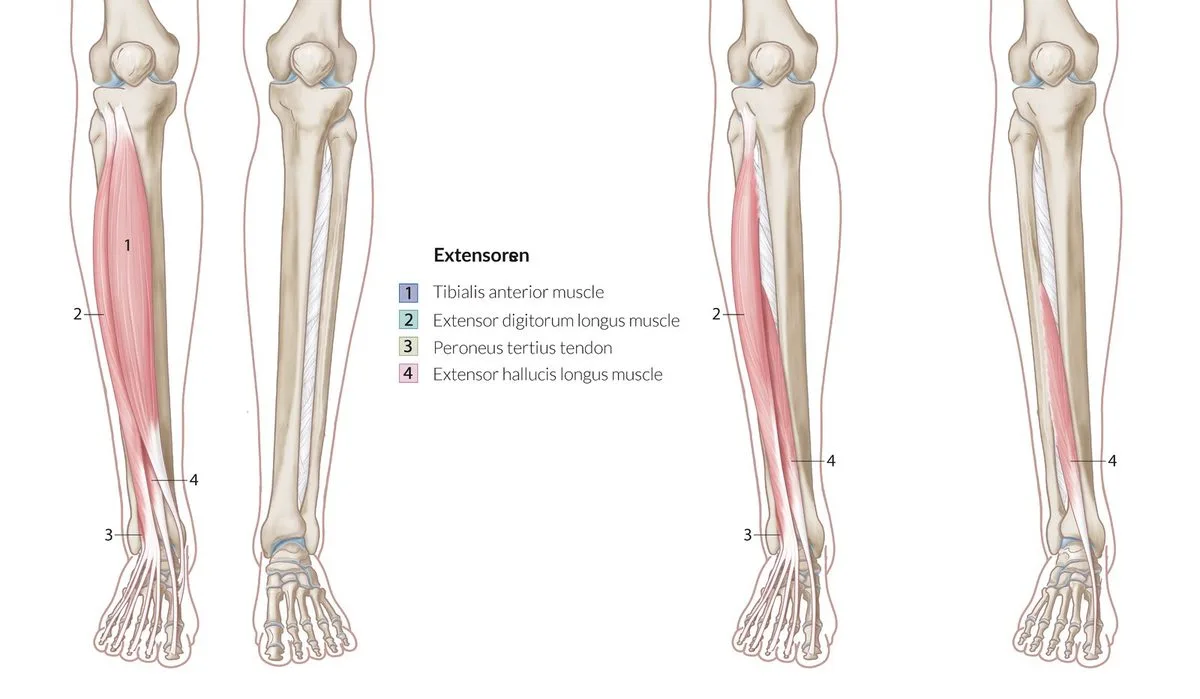 1
2
4
3
Extensoren
1 Tibialis anterior muscle
2 Extensor digitorum longus muscle
3 Peroneus tertius tendon
4 Extensor hallucis longus muscle
2
4
3
4